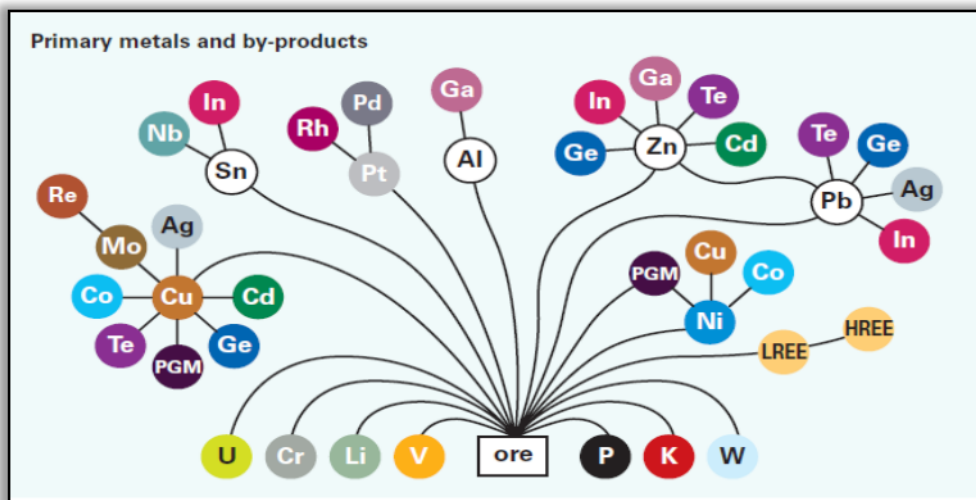 Primary metals and by-products
In
Nb
Sn
Rh
Pd
Pt
Ga
Al
In
Ga
Te
Ge
Zn
Cd
Te
Ge
Pb
Ag
In
Re
Mo
Ag
Co
Cu
Cd
Te
PGM
Ge
PGM
Cu
Co
Ni
LREE
HREE
U
Cr
Li
V
ore
P
K
W